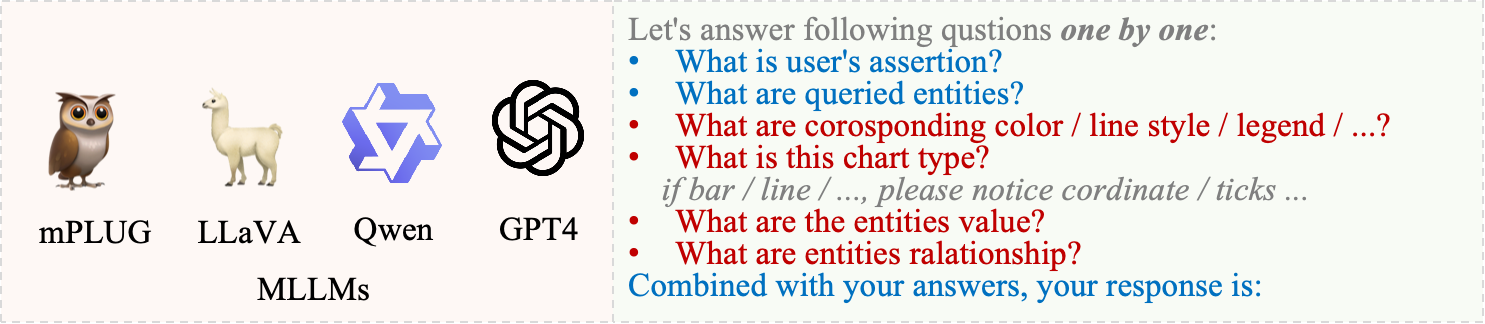 mPLUG
LLaVA
Qwen
GPT4
MLLMs
Let's answer following qustions one by one:
• What is user's assertion?
• What are queried entities?
• What are corosponding color / line style / legend / ...?
• What is this chart type?
if bar / line / ..., please notice cordinate / ticks ...
• What are the entities value?
• What are entities ralationship?
Combined with your answers, your response is: